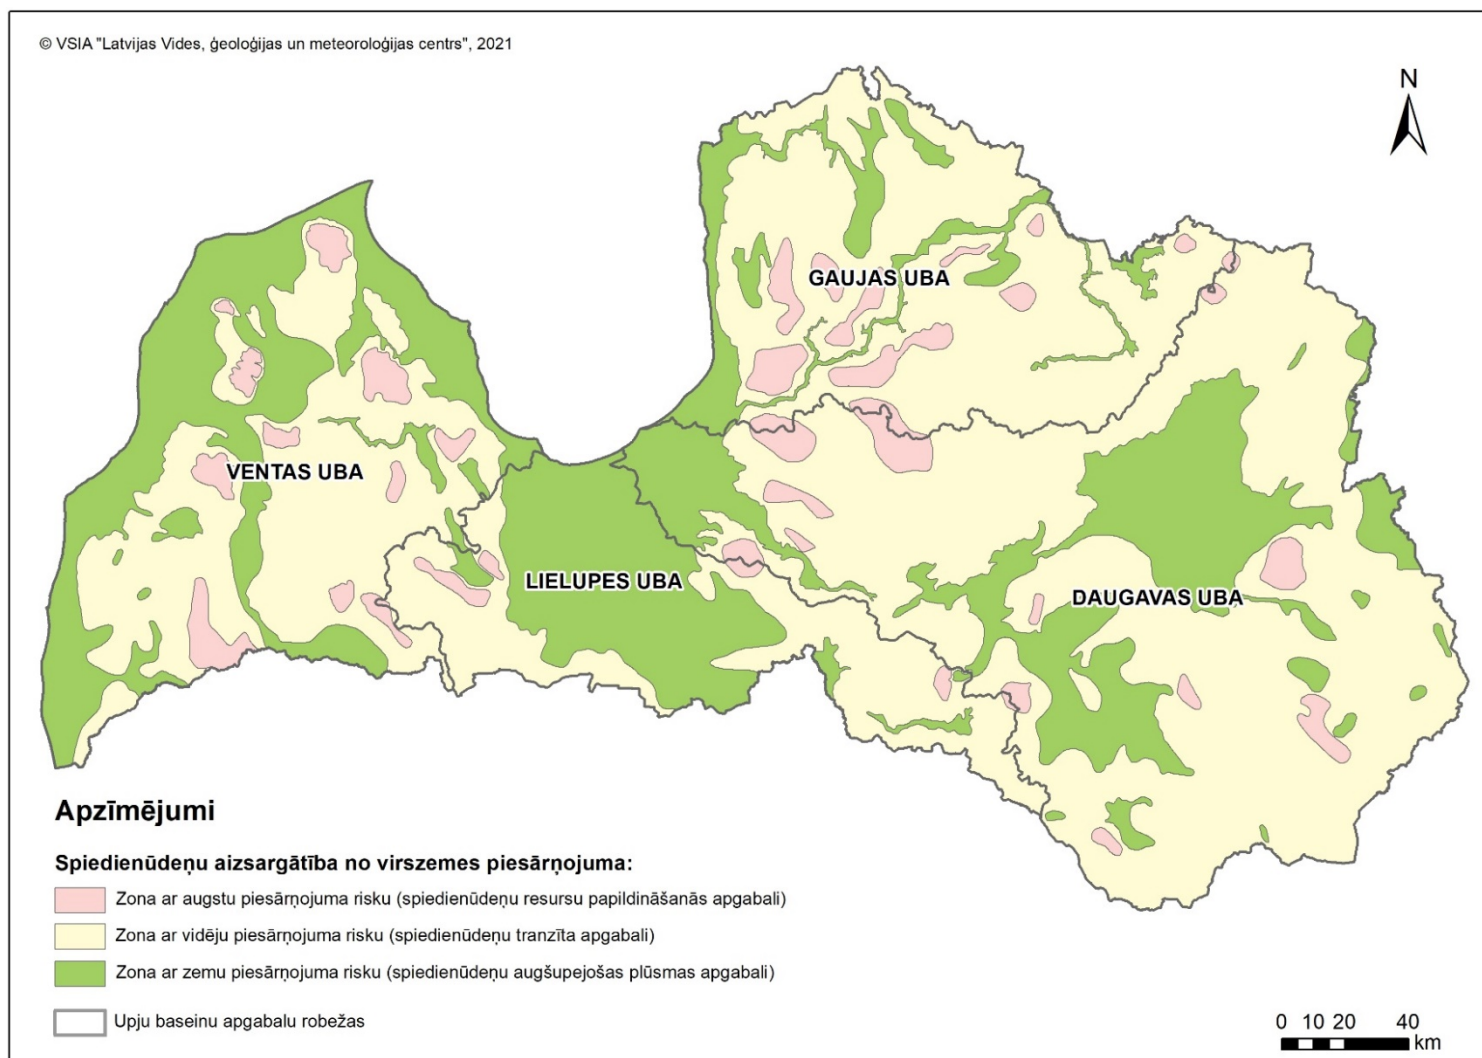 © VSIA "Latvijas Vides, ģeoloģijas un meteoroloģijas centrs", 2021
N
GAUJAS UBA
VENTAS UBA
LIELUPES UBA
DAUGAVAS UBA
Apzīmējumi
Spiedienūdeņu aizsargātība no virszemes piesārņojuma:
Zona ar augstu piesārņojuma risku (spiedienūdeņu resursu papildināšanās apgabali)
Zona ar vidēju piesārņojuma risku (spiedienūdeņu tranzīta apgabali)
Zona ar zemu piesārņojuma risku (spiedienūdeņu augšupejošas plūsmas apgabali)
Upju baseinu apgabalu robežas
0 10 20 40
km